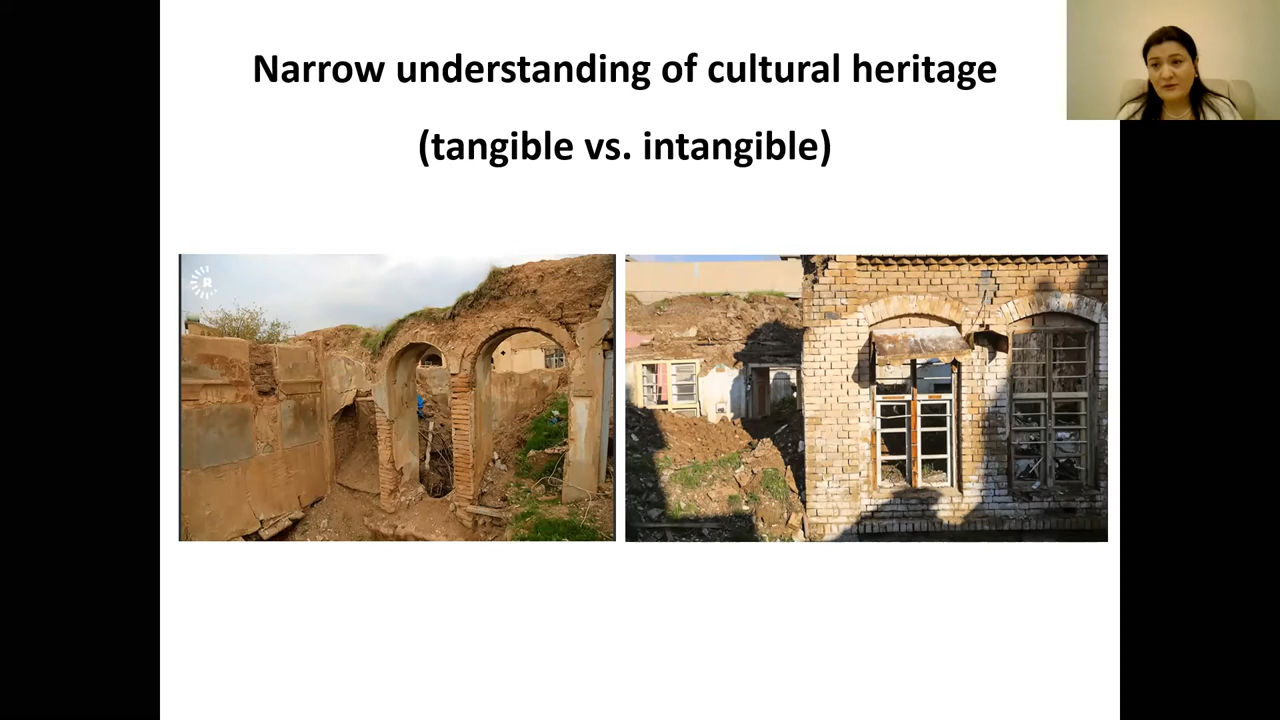 Narrow understanding of cultural heritage
(tangible vs. intangible)
R